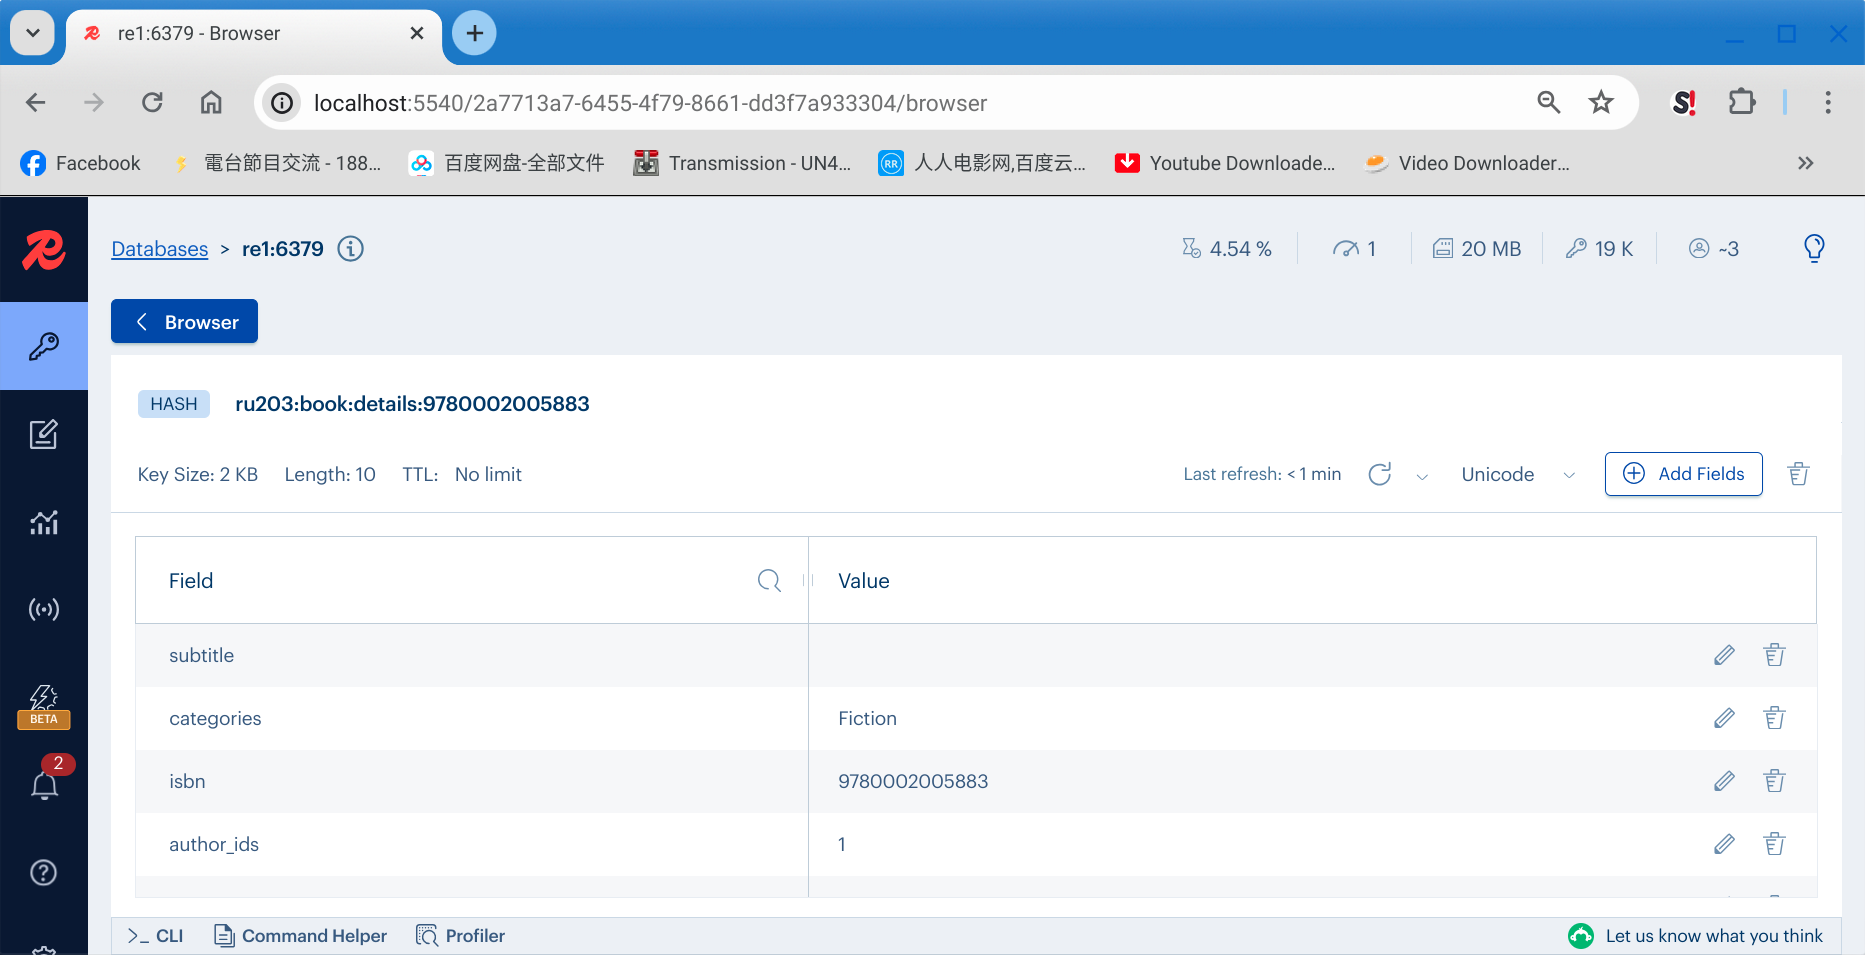 re1:6379 - Browser
localhost:5540/2a7713a7-6455-4f79-8661-dd3f7a933304/browser
Facebook
電台節目交流 - 188...
百度网盘-全部文件
Transmission - UN4...
人人电影网,百度云...
Youtube Downloade...
Video Downloader...
Databases > re1:6379
4.54 %
1
20 MB
19 K
~3
Browser
HASH ru203:book:details:9780002005883
Key Size: 2 KB Length: 10 TTL: No limit
Last refresh: < 1 min
Unicode
Add Fields
Field Value
subtitle
categories Fiction
isbn 9780002005883
author_ids 1
BETA
2
>_ CLI
Command Helper
Profiler
Let us know what you think